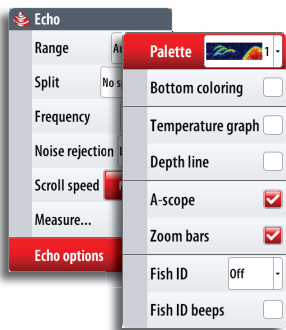 Echo
Range
Split
No s
Frequency
Noise rejection
Scroll speed
Measure...
Echo options
Palette 1
Bottom coloring
Temperature graph
Depth line
A-scope
Zoom bars
Fish ID Off
Fish ID beeps